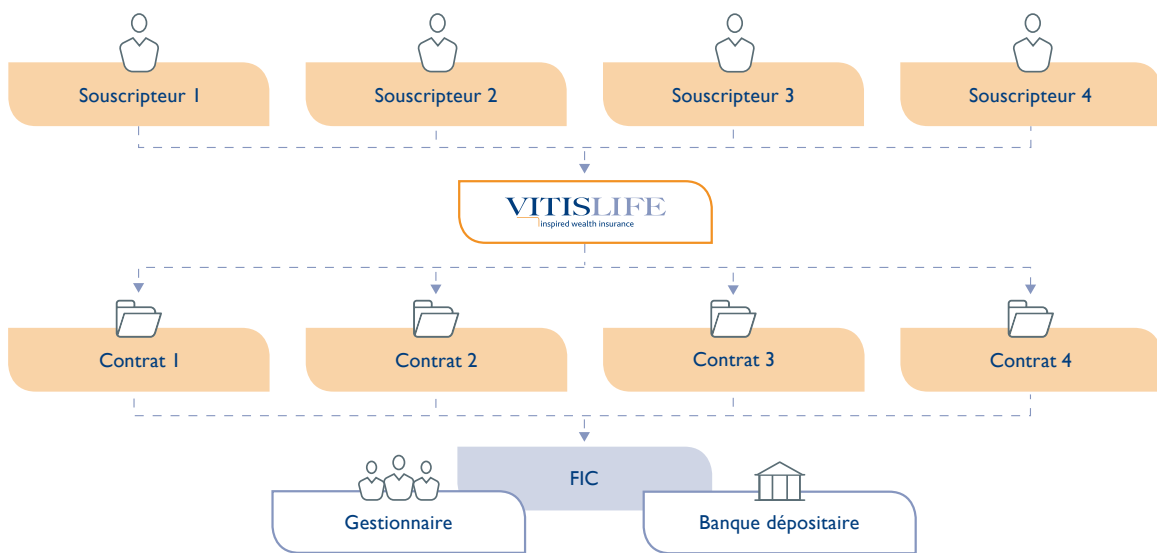 Souscripteur 1
Souscripteur 2
Souscripteur 3
Souscripteur 4
VITISLIFE
inspired wealth insurance
Contrat 1
Contrat 2
Contrat 3
Contrat 4
FIC
Gestionnaire
Banque dépositaire